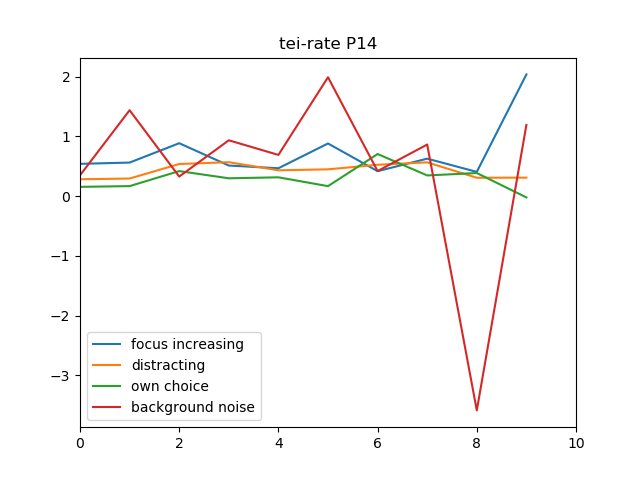 tei-rate P14
2
1
0
−1
−2
−3
focus increasing
distracting
own choice
background noise
0 2 4 6 8 10